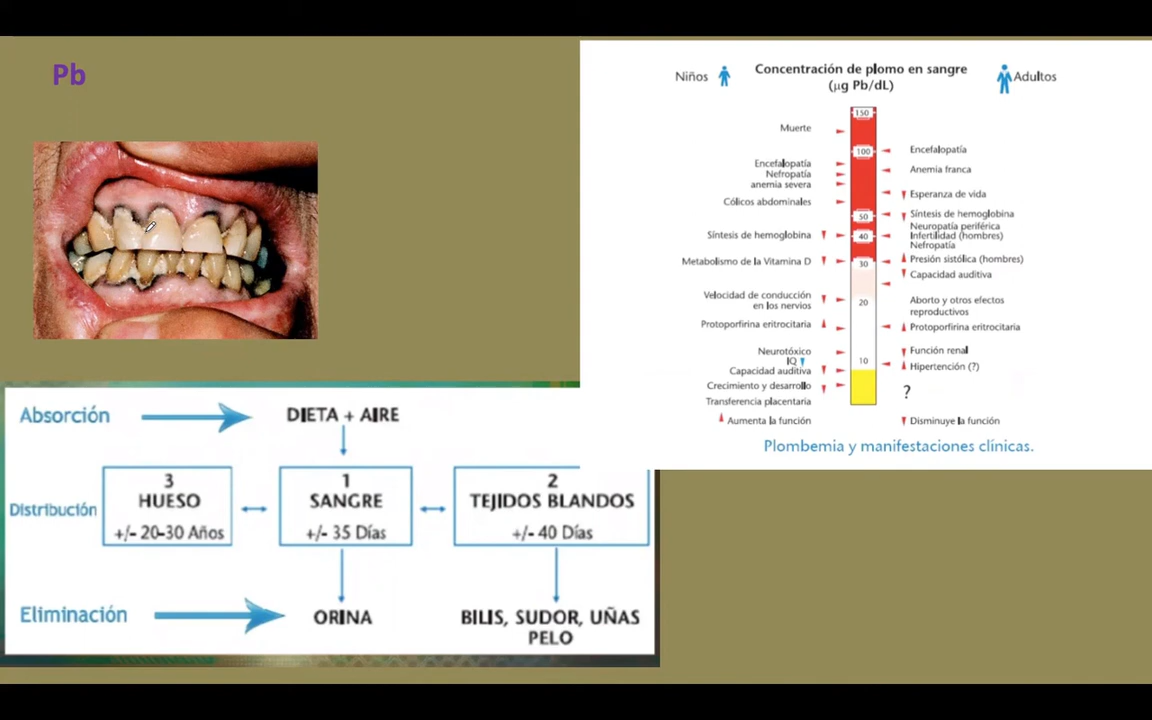 Pb
Niños
Concentración de plomo en sangre
(μg Pb/dL)
Adultos
150
Muerte
100
Encefalopatía
Encefalopatía
Nefropatía
anemia severa
Anemia franca
Cólicos abdominales
Esperanza de vida
50
Síntesis de hemoglobina
Neuropatía periférica
Síntesis de hemoglobina
40
Infertilidad (hombres)
Nefropatía
Metabolismo de la Vitamina D
30
Presión sistólica (hombres)
Capacidad auditiva
Velocidad de conducción
en los nervios
20
Aborto y otros efectos
reproductivos
Protoporfirina eritrocitaria
Protoporfirina eritrocitaria
Neurotóxico
IQ
10
Función renal
Hipertención (?)
Capacidad auditiva
Crecimiento y desarrollo
?
Transferencia placentaria
Aumenta la función
Disminuye la función
Plombemia y manifestaciones clínicas.
Absorción
DIETA + AIRE
Distribución
3
HUESO
+/- 20-30 Años
1
SANGRE
+/- 35 Días
2
TEJIDOS BLANDOS
+/- 40 Días
Eliminación
ORINA
BILIS, SUDOR, UÑAS
PELO